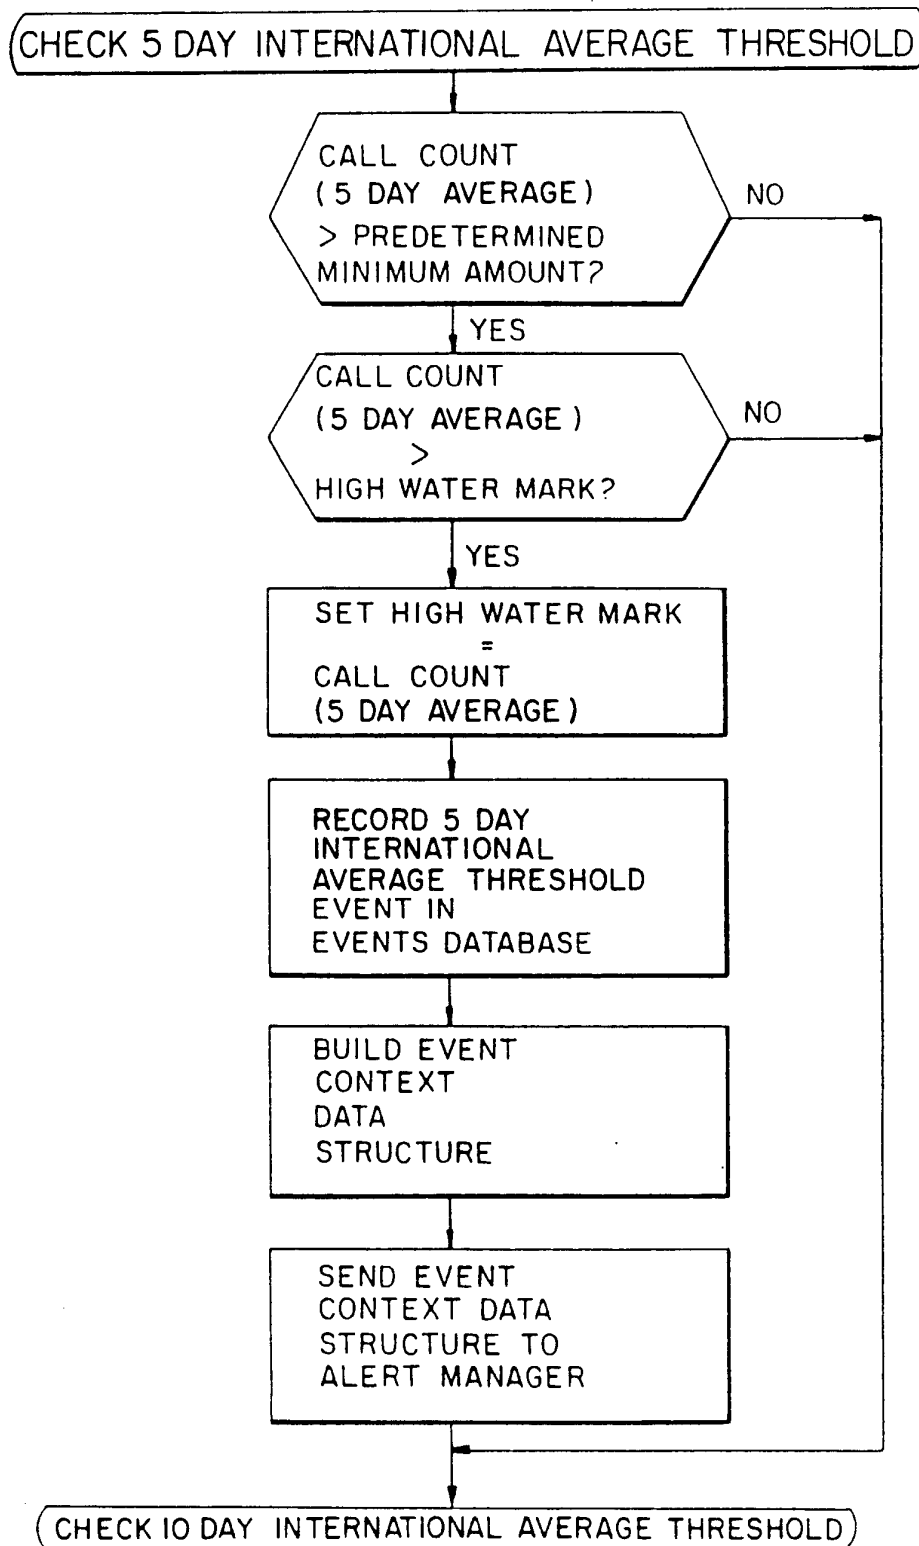 CHECK 5 DAY INTERNATIONAL AVERAGE THRESHOLD
CALL COUNT
(5 DAY AVERAGE)
> PREDETERMINED
MINIMUM AMOUNT?
NO
YES
CALL COUNT
(5 DAY AVERAGE)
>
HIGH WATER MARK?
NO
YES
SET HIGH WATER MARK
=
CALL COUNT
(5 DAY AVERAGE)
RECORD 5 DAY
INTERNATIONAL
AVERAGE THRESHOLD
EVENT IN
EVENTS DATABASE
BUILD EVENT
CONTEXT
DATA
STRUCTURE
SEND EVENT
CONTEXT DATA
STRUCTURE TO
ALERT MANAGER
CHECK 10 DAY INTERNATIONAL AVERAGE THRESHOLD